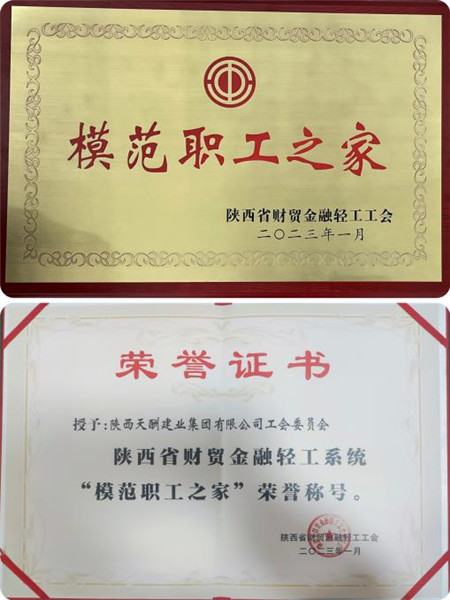 模范职工之家
陕西省财贸金融轻工工会
二〇二三年一月
荣誉证书
授予：陕西天酬建业集团有限公司工会委员会
陕西省财贸金融轻工系统
“模范职工之家”荣誉称号。
陕西省财贸金融轻工工会
二〇二三年一月